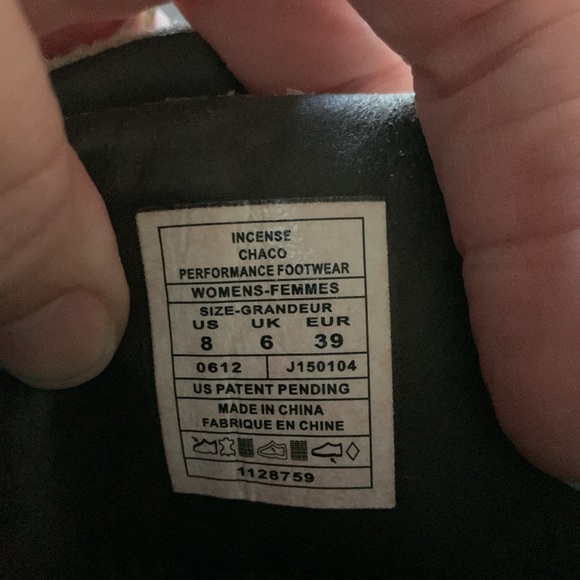 INCENSE
CHACO
PERFORMANCE FOOTWEAR
WOMENS-FEMMES
SIZE-GRANDEUR
US UK EUR
8 6 39
0612 J150104
US PATENT PENDING
MADE IN CHINA
FABRIQUE EN CHINE
1128759